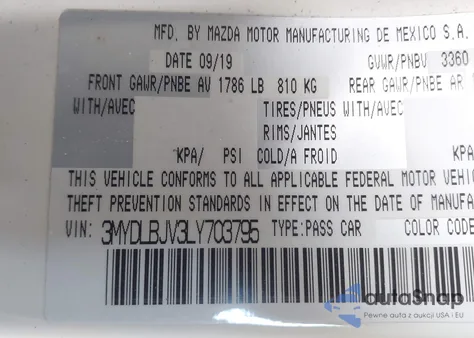 MFD. BY MAZDA MOTOR MANUFACTURING DE MEXICO S.A.
DATE 09/19 GVWR/PNBV 3360
FRONT GAWR/PNBE AV 1786 LB 810 KG REAR GAWR/PNBE AR
WITH/AVEC TIRES/PNEUS WITH/AVEC
RIMS/JANTES
KPA/ PSI COLD/A FROID KPA
THIS VEHICLE CONFORMS TO ALL APPLICABLE FEDERAL MOTOR VEHIC
THEFT PREVENTION STANDARDS IN EFFECT ON THE DATE OF MANUFA
VIN: 3MYDLBJV3LY703795 TYPE:PASS CAR COLOR CODE
autaSnap
Pewne auta z aukcji USA i EU